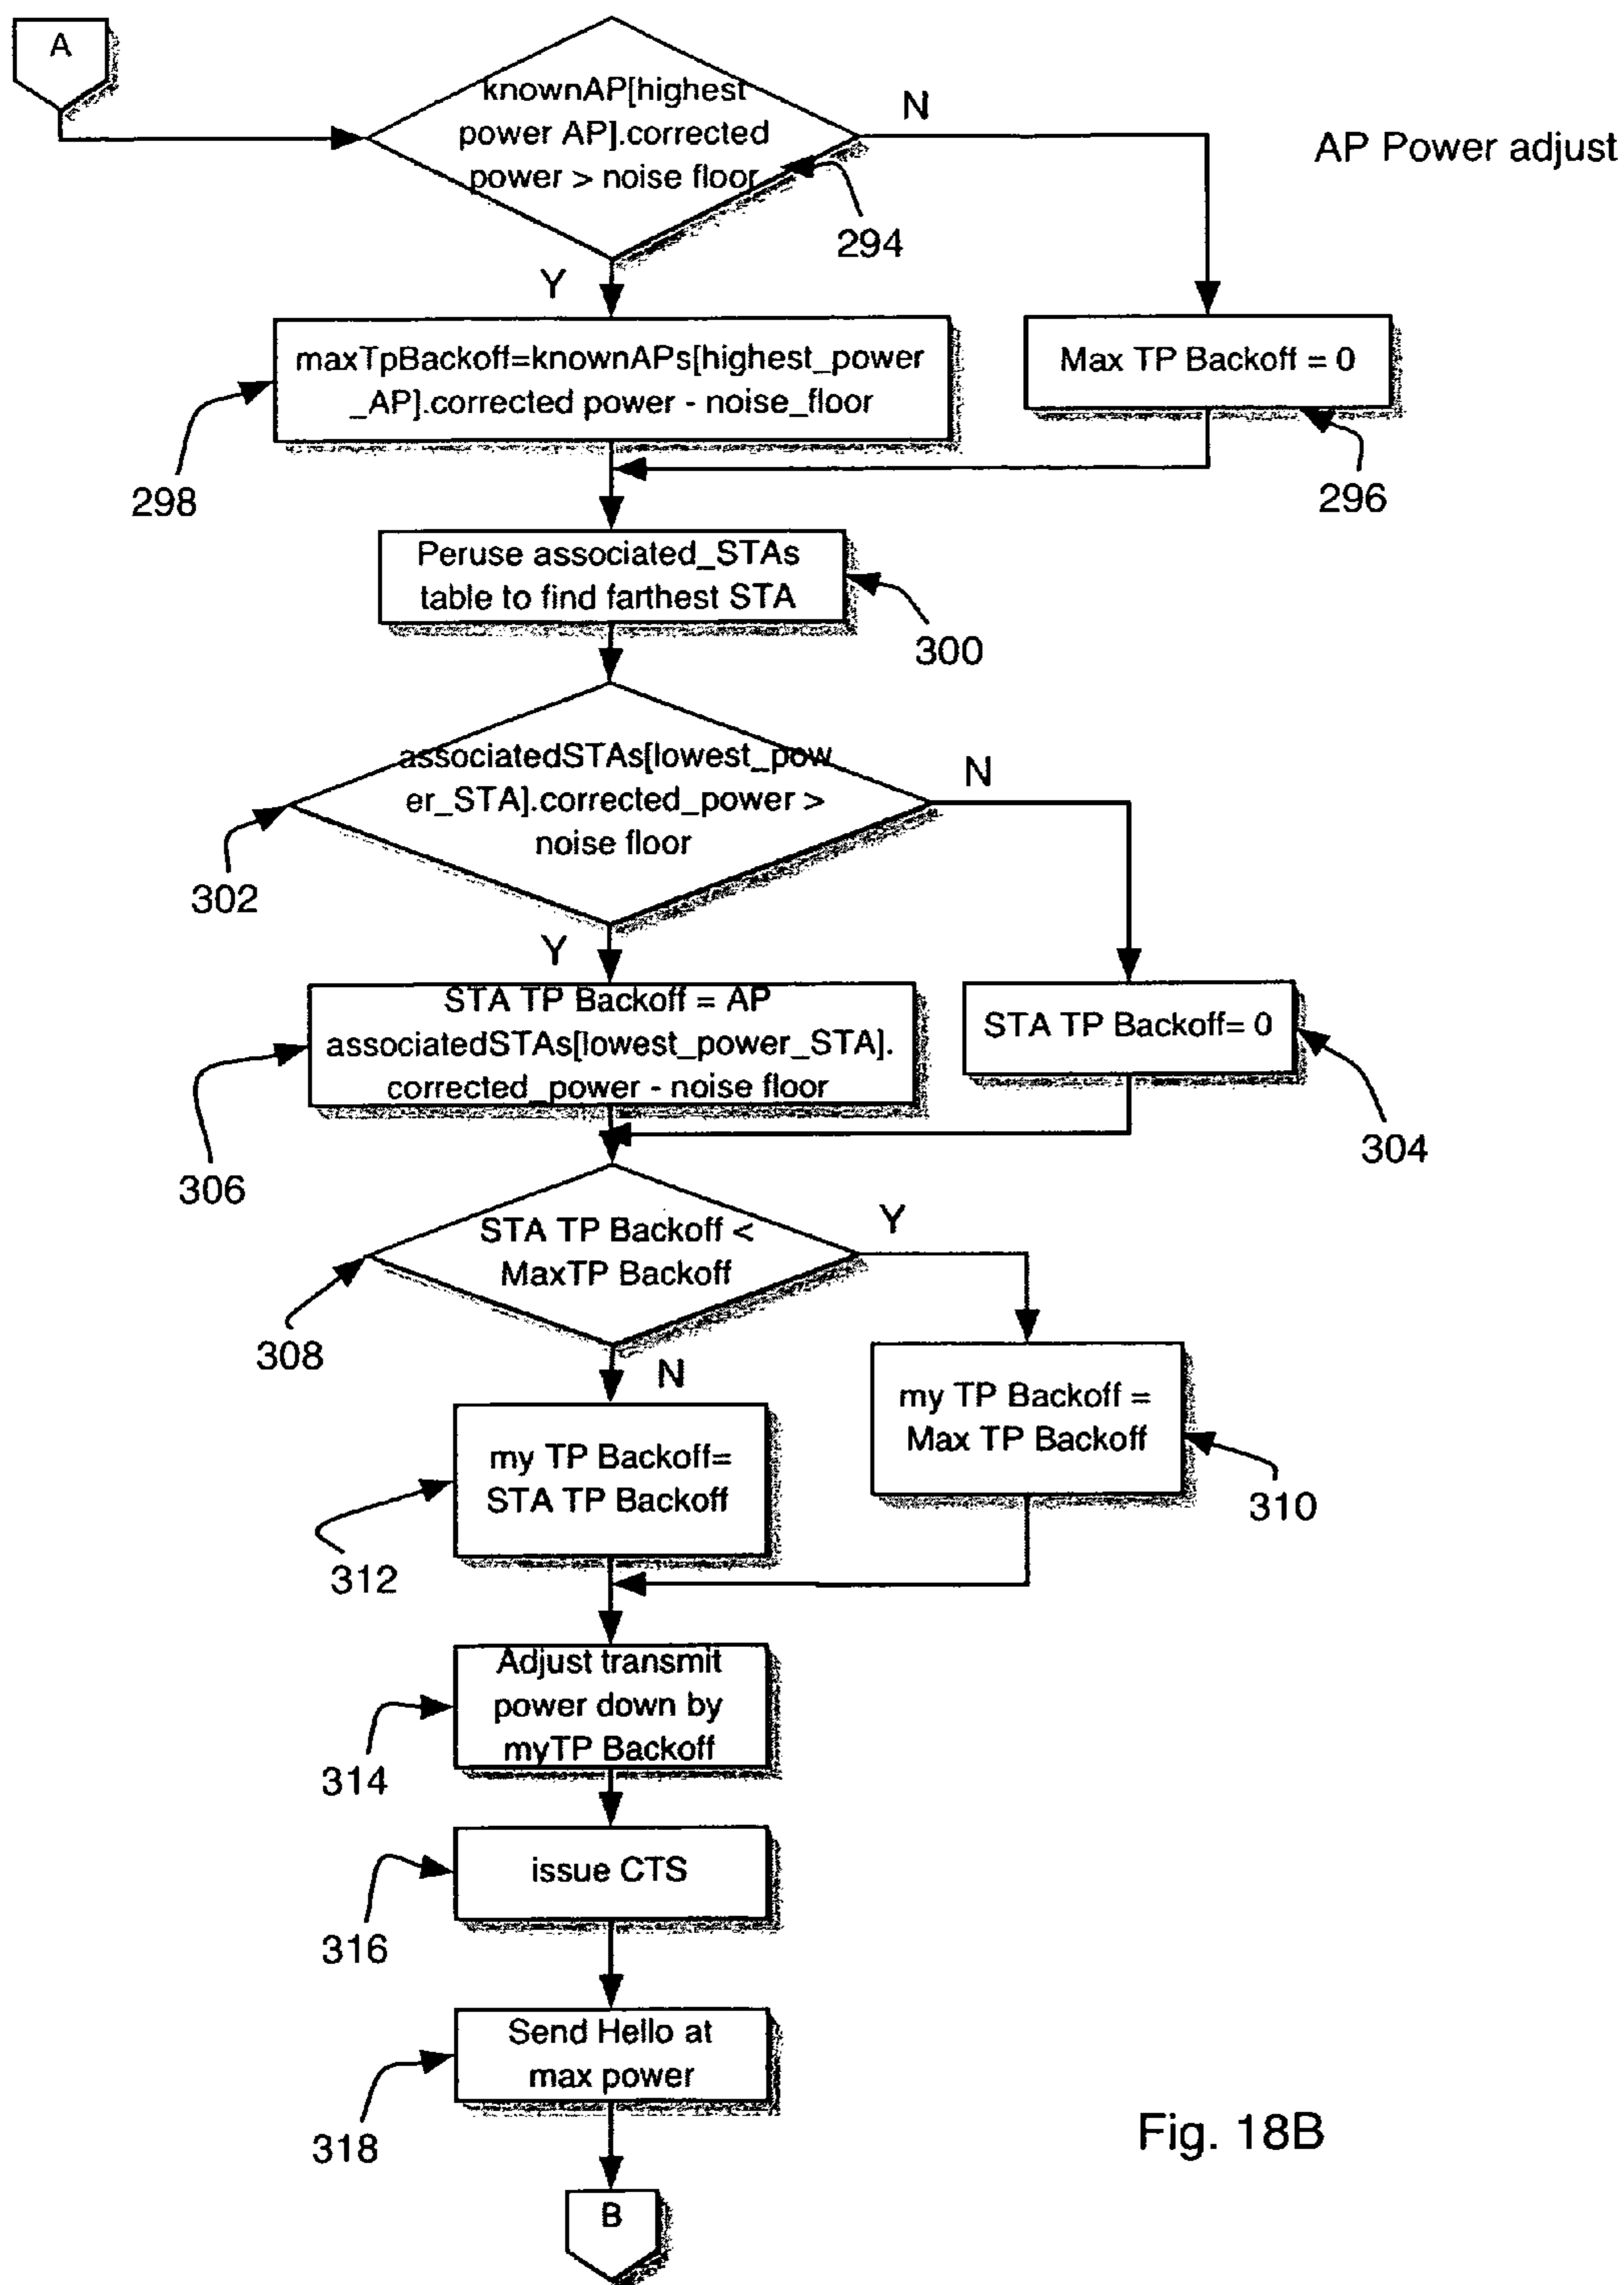 A
knownAP[highest
power AP].corrected
power > noise floor
N
AP Power adjust
294
Y
maxTpBackoff=knownAPs[highest_power
_AP].corrected power - noise_floor
Max TP Backoff = 0
298
296
Peruse associated_STAs
table to find farthest STA
300
associatedSTAs[lowest_pow
er_STA].corrected_power >
noise floor
N
302
Y
STA TP Backoff = AP
associatedSTAs[lowest_power_STA].
corrected_power - noise floor
STA TP Backoff= 0
304
306
STA TP Backoff <
MaxTP Backoff
Y
308
N
my TP Backoff =
Max TP Backoff
my TP Backoff=
STA TP Backoff
310
312
Adjust transmit
power down by
myTP Backoff
314
issue CTS
316
Send Hello at
max power
318
Fig. 18B
B